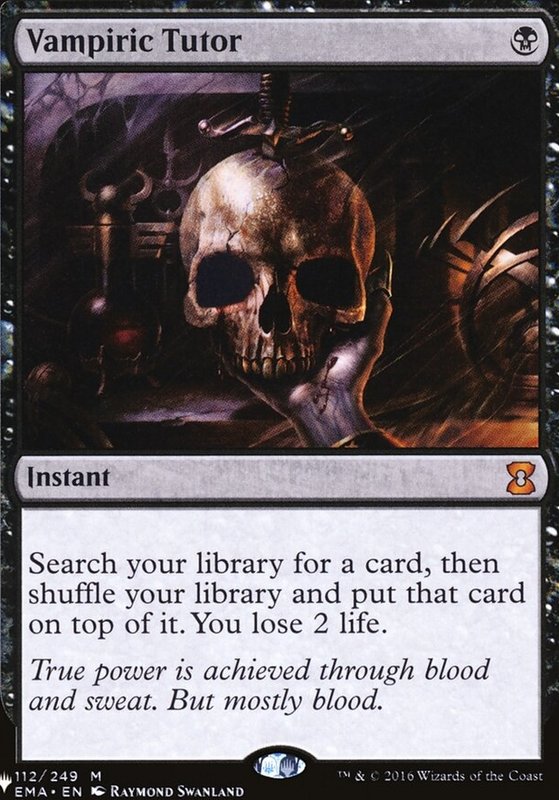 Vampiric Tutor
Instant
Search your library for a card, then
shuffle your library and put that card
on top of it. You lose 2 life.
True power is achieved through blood
and sweat. But mostly blood.
112/249 M
EMA • EN Raymond Swanland
™ & © 2016 Wizards of the Coast